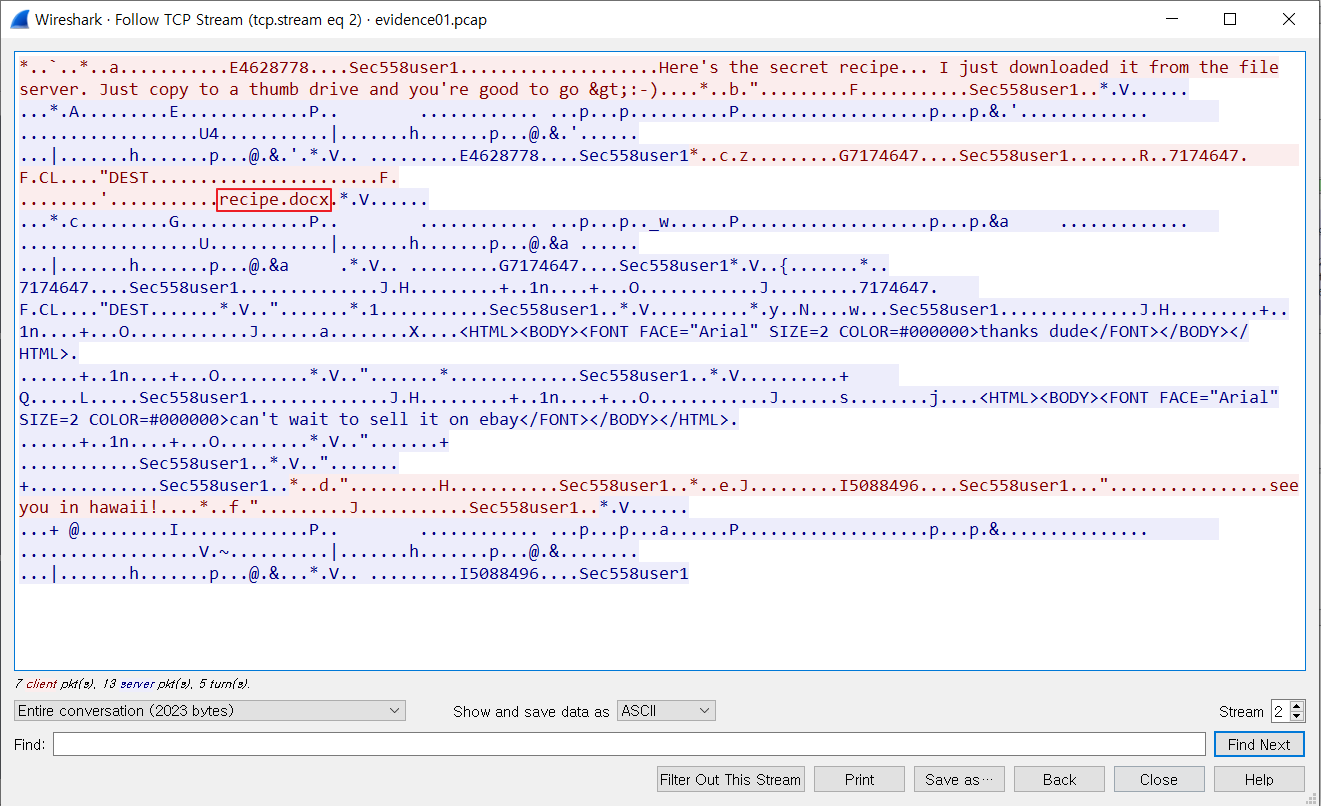 Wireshark · Follow TCP Stream (tcp.stream eq 2) · evidence01.pcap
*..`..*..a...........E4628778....Sec558user1...................Here's the secret recipe... I just downloaded it from the file
server. Just copy to a thumb drive and you're good to go &gt;:-)....*..b.".........F...........Sec558user1..*.V......
...*.A.........E.............P.. ............ ...p...p..........P...................p...p.&.'.............
..................U4...........|.......h.......p...@.&.'......
...|.......h.......p...@.&.'.*.V.. .........E4628778....Sec558user1*..c.z.........G7174647....Sec558user1.......R..7174647.
F.CL...."DEST.......................F.
........'...........recipe.docx.*.V......
...*.c.........G.............P.. ............ ...p...p.._w......P...................p...p.&a .............
..................U............|.......h.......p...@.&a ......
...|.......h.......p...@.&a .*.V.. .........G7174647....Sec558user1*.V..{.......*..
7174647....Sec558user1..............J.H.........+..1n....+...O............J.........7174647.
F.CL...."DEST.......*.V..".......*.1...........Sec558user1..*.V..........*.y..N....w...Sec558user1..............J.H.........+..
1n....+...O............J......a........X....<HTML><BODY><FONT FACE="Arial" SIZE=2 COLOR=#000000>thanks dude</FONT></BODY></
HTML>.
......+..1n....+...O.........*.V..".......*.............Sec558user1..*.V..........+
Q.....L.....Sec558user1..............J.H.........+..1n....+...O............J......s........j....<HTML><BODY><FONT FACE="Arial"
SIZE=2 COLOR=#000000>can't wait to sell it on ebay</FONT></BODY></HTML>.
......+..1n....+...O.........*.V..".......+
............Sec558user1..*.V..".......
+.............Sec558user1..*..d.".........H...........Sec558user1..*..e.J.........I5088496....Sec558user1..."................see
you in hawaii!....*..f.".........J...........Sec558user1..*.V......
...+ @.........I.............P.. ............ ...p...p...a......P...................p...p.&...............
..................V.~..........|.......h.......p...@.&........
...|.......h.......p...@.&...*.V.. .........I5088496....Sec558user1
7 client pkt(s), 13 server pkt(s), 5 turn(s).
Entire conversation (2023 bytes) Show and save data as ASCII Stream 2
Find: Find Next
Filter Out This Stream Print Save as… Back Close Help